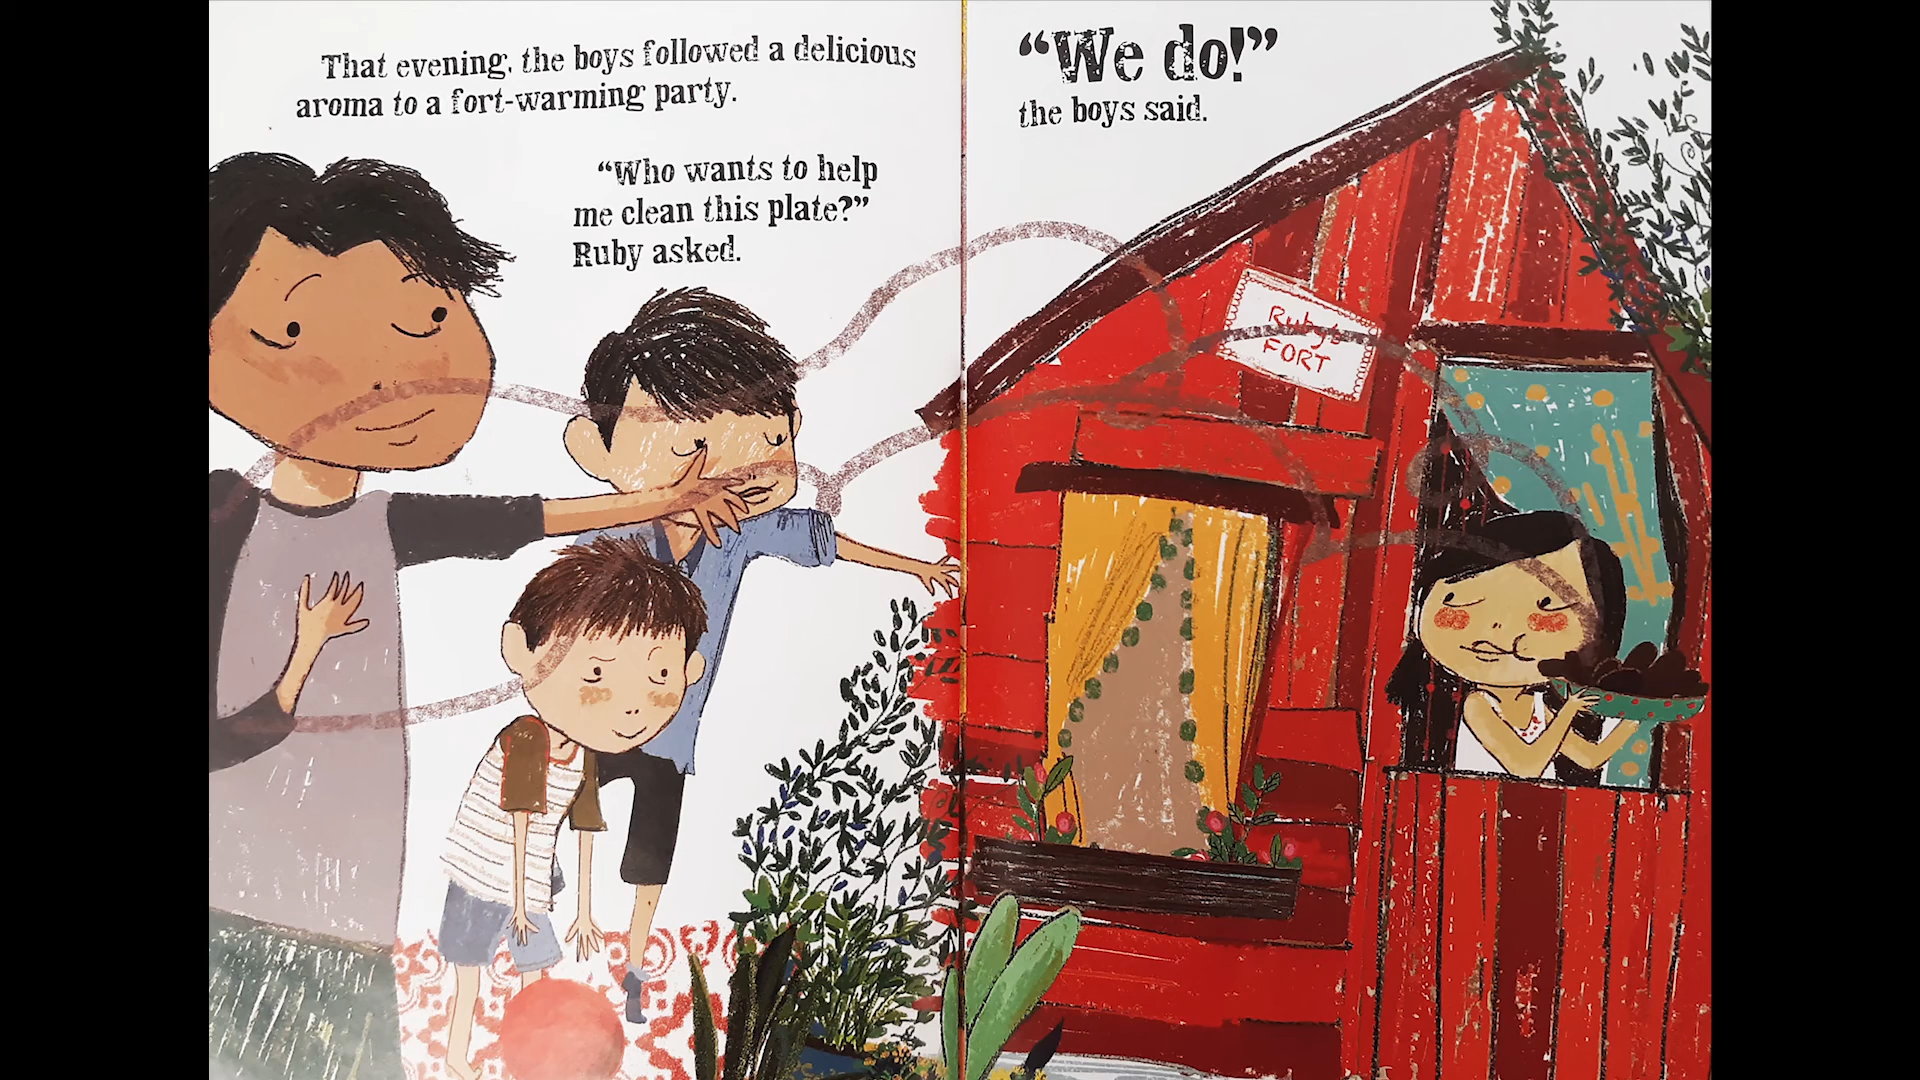 That evening, the boys followed a delicious
aroma to a fort-warming party.
“Who wants to help
me clean this plate?”
Ruby asked.
“We do!”
the boys said.
Ruby's
FORT